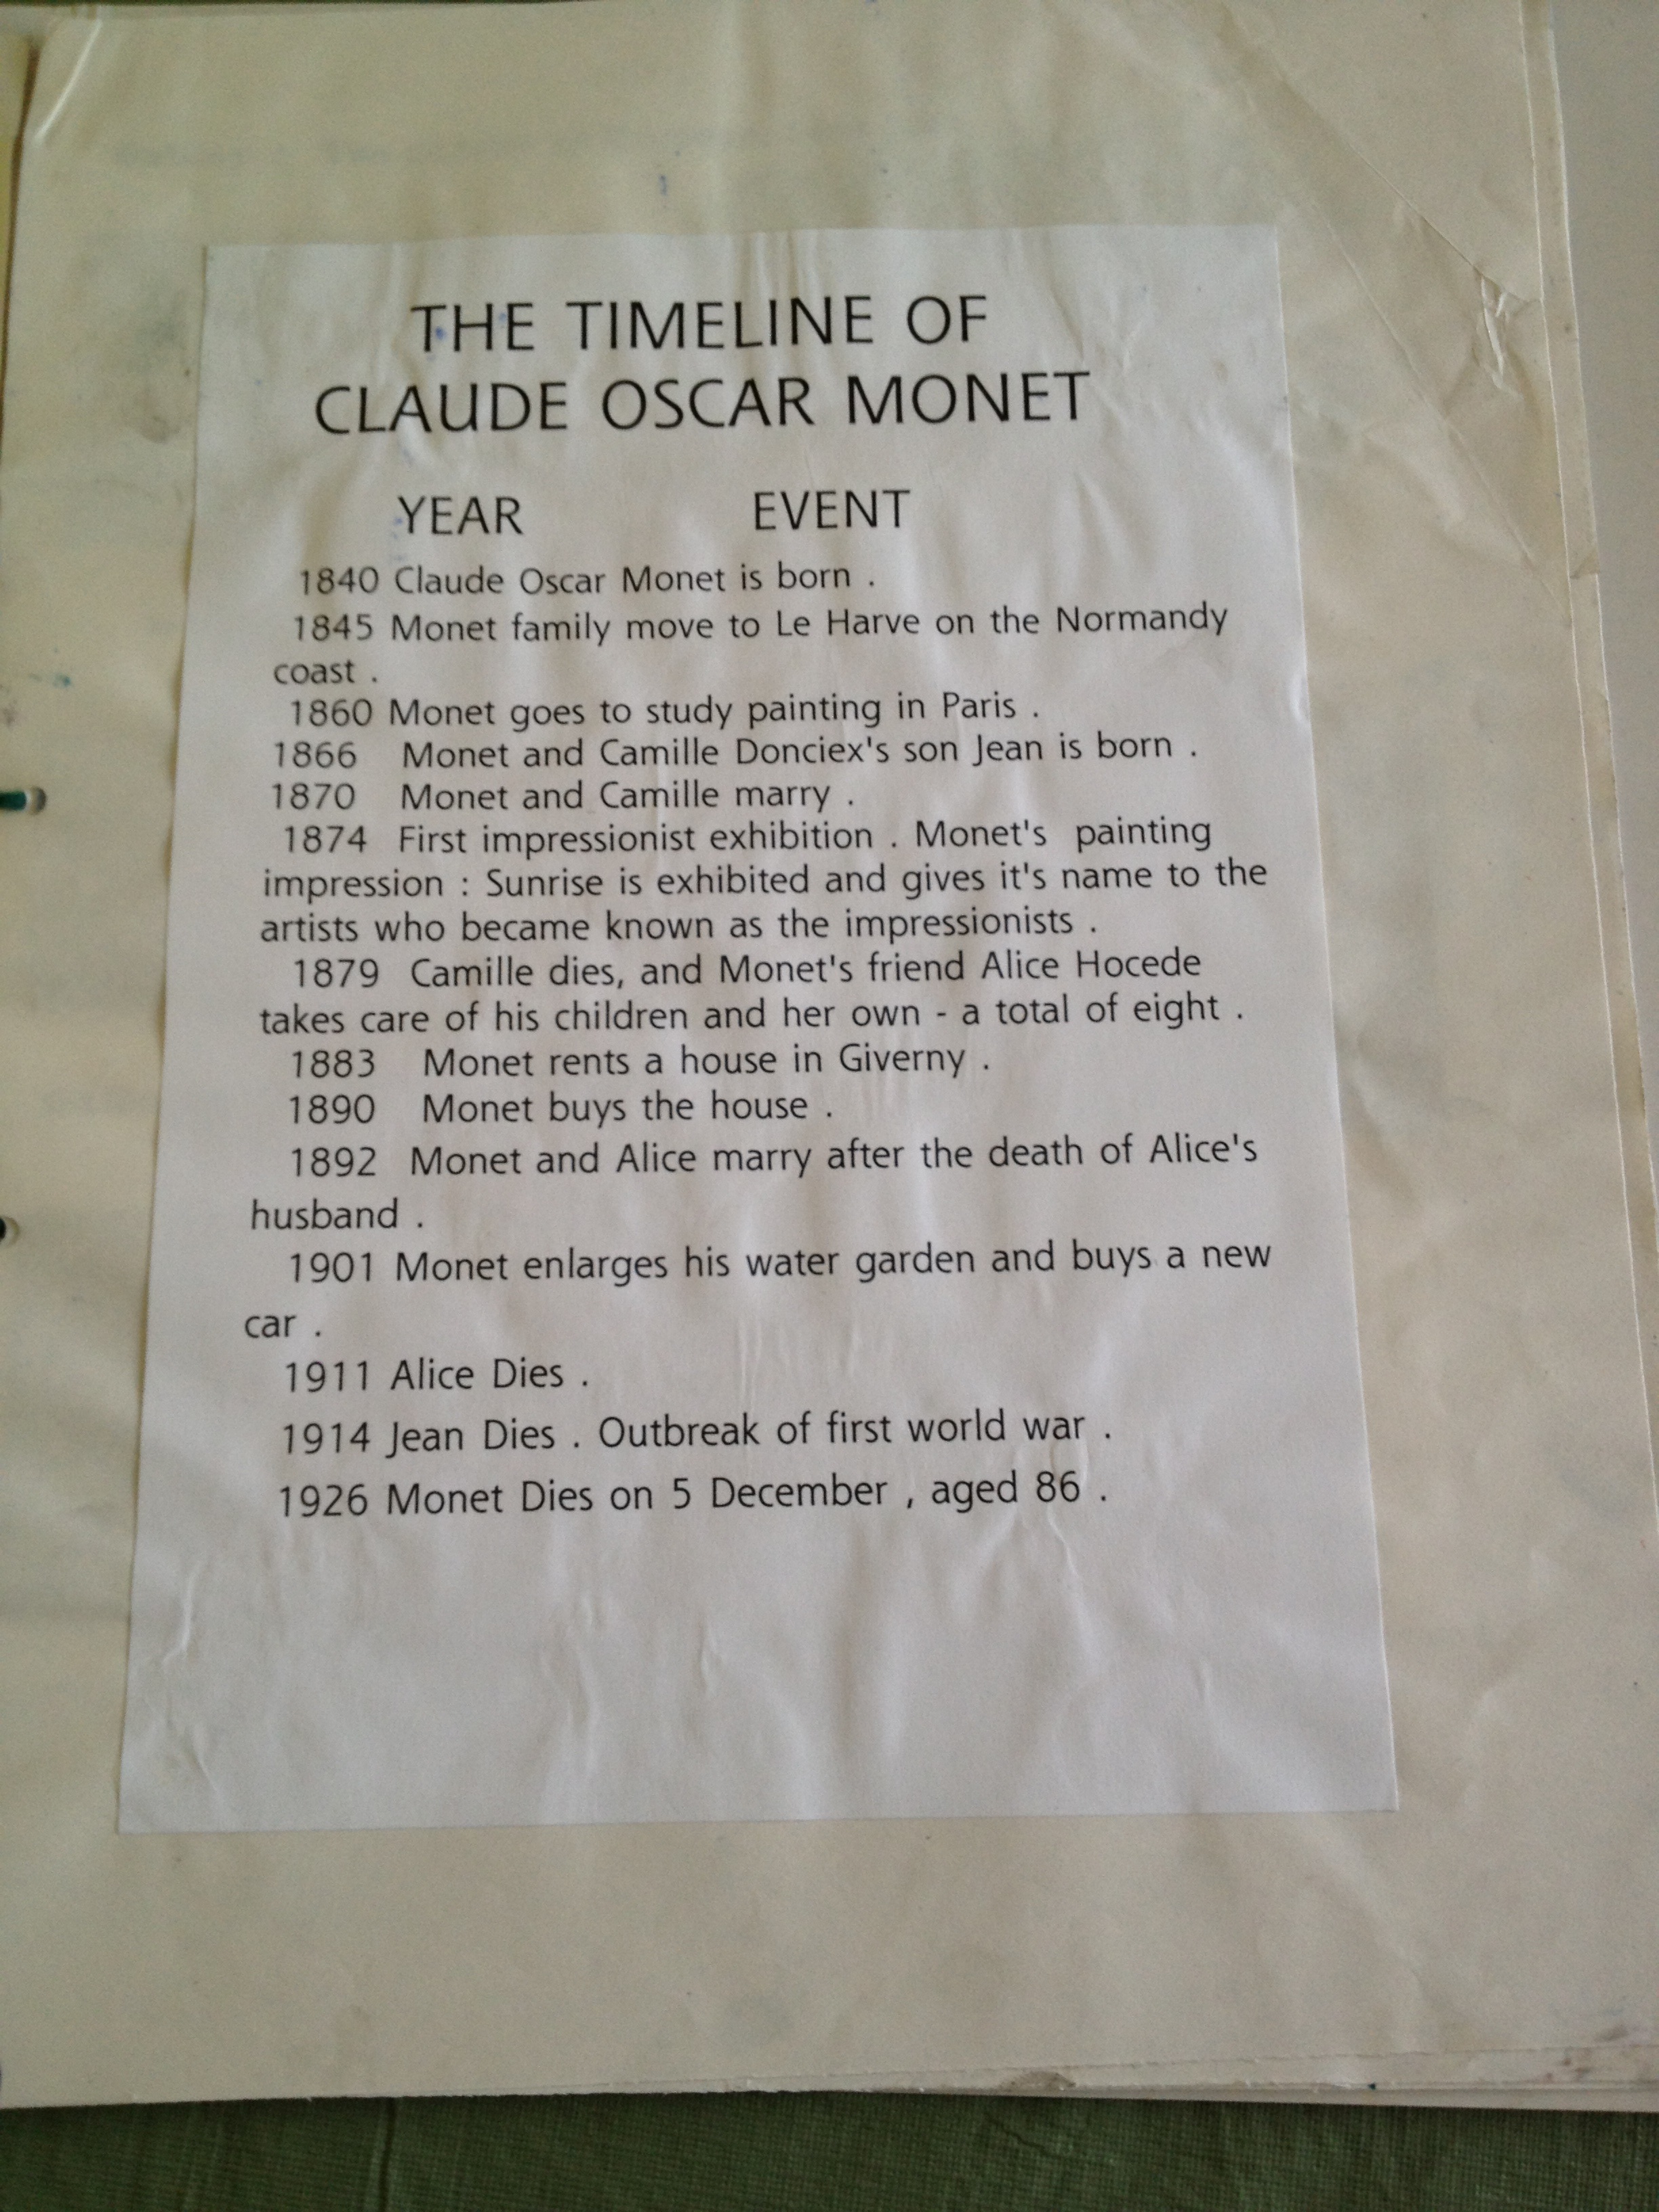 THE TIMELINE OF
CLAUDE OSCAR MONET
YEAR EVENT
1840 Claude Oscar Monet is born .
1845 Monet family move to Le Harve on the Normandy
coast .
1860 Monet goes to study painting in Paris .
1866 Monet and Camille Donciex's son Jean is born .
1870 Monet and Camille marry .
1874 First impressionist exhibition . Monet's painting
impression : Sunrise is exhibited and gives it's name to the
artists who became known as the impressionists .
1879 Camille dies, and Monet's friend Alice Hocede
takes care of his children and her own - a total of eight .
1883 Monet rents a house in Giverny .
1890 Monet buys the house .
1892 Monet and Alice marry after the death of Alice's
husband .
1901 Monet enlarges his water garden and buys a new
car .
1911 Alice Dies .
1914 Jean Dies . Outbreak of first world war .
1926 Monet Dies on 5 December , aged 86 .